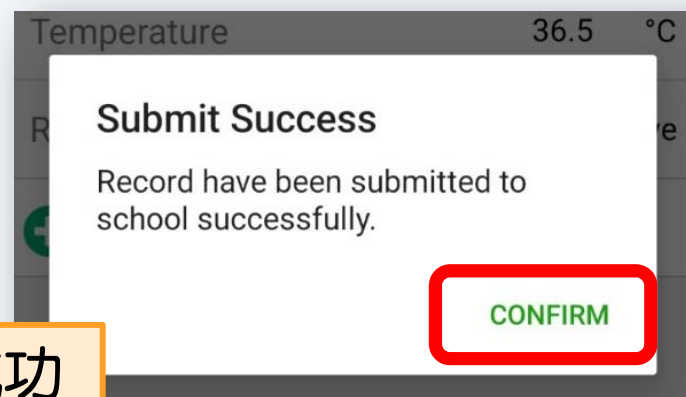 Temperature 36.5 °C
Submit Success
Record have been submitted to
school successfully.
CONFIRM
功